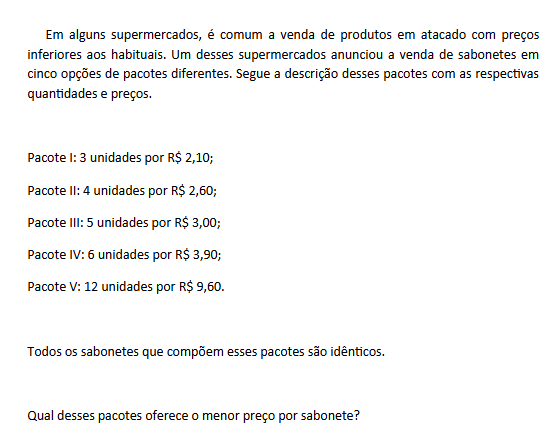 Em alguns supermercados, é comum a venda de produtos em atacado com preços
inferiores aos habituais. Um desses supermercados anunciou a venda de sabonetes em
cinco opções de pacotes diferentes. Segue a descrição desses pacotes com as respectivas
quantidades e preços.
Pacote I: 3 unidades por R$ 2,10;
Pacote II: 4 unidades por R$ 2,60;
Pacote III: 5 unidades por R$ 3,00;
Pacote IV: 6 unidades por R$ 3,90;
Pacote V: 12 unidades por R$ 9,60.
Todos os sabonetes que compõem esses pacotes são idênticos.
Qual desses pacotes oferece o menor preço por sabonete?